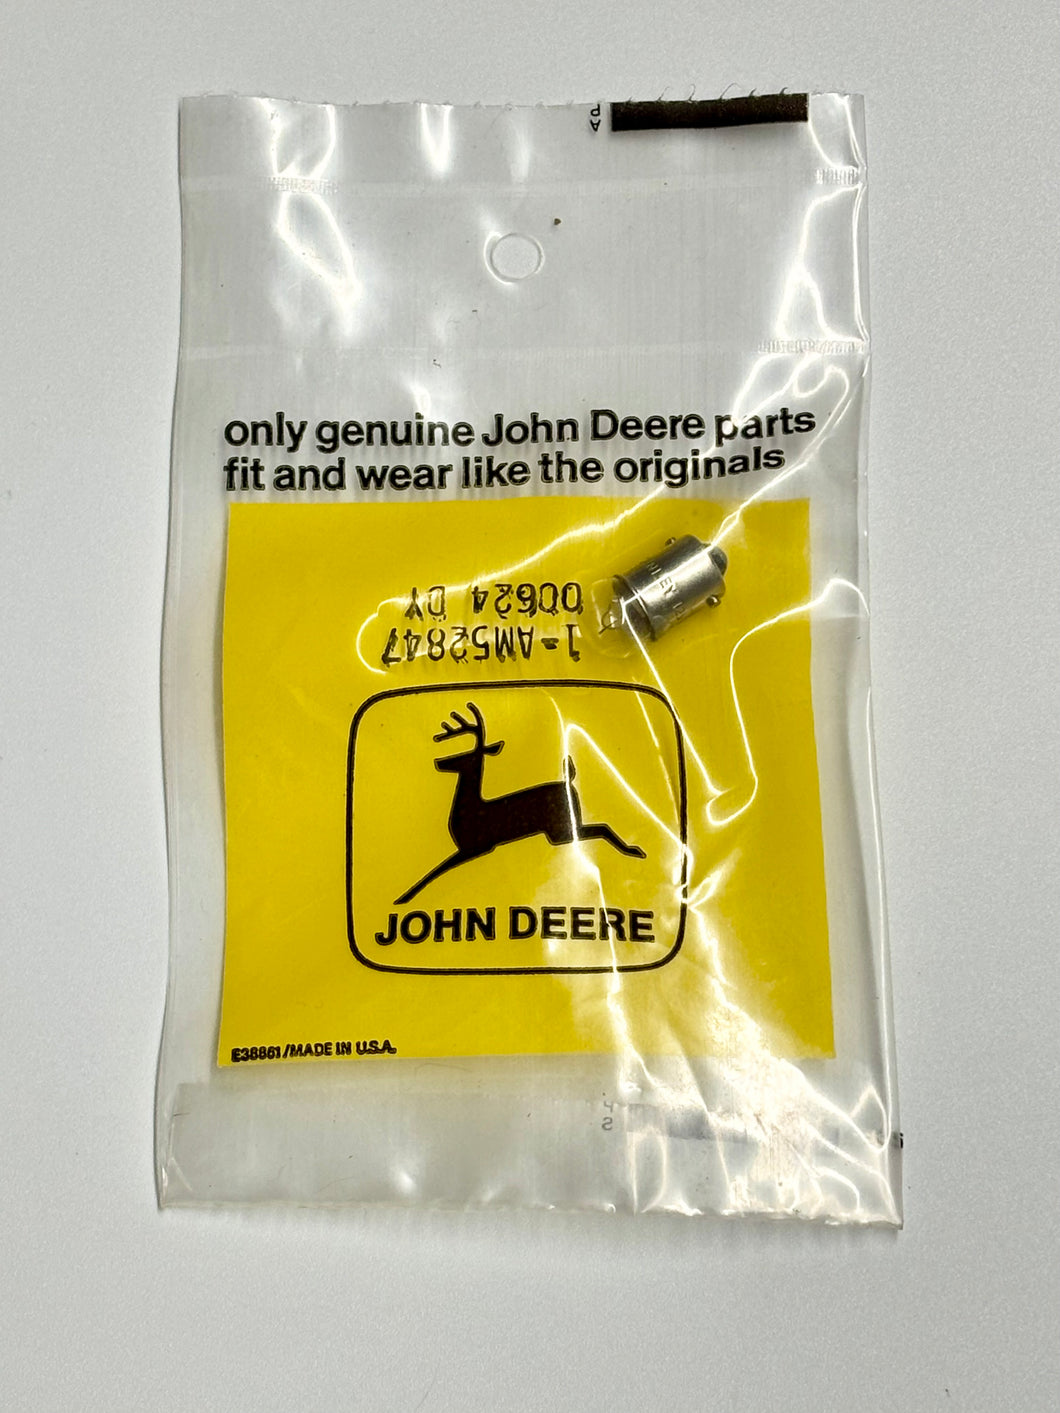 only genuine John Deere parts
fit and wear like the originals
1-AM52847
00624 DY
JOHN DEERE
E38861/MADE IN U.S.A.